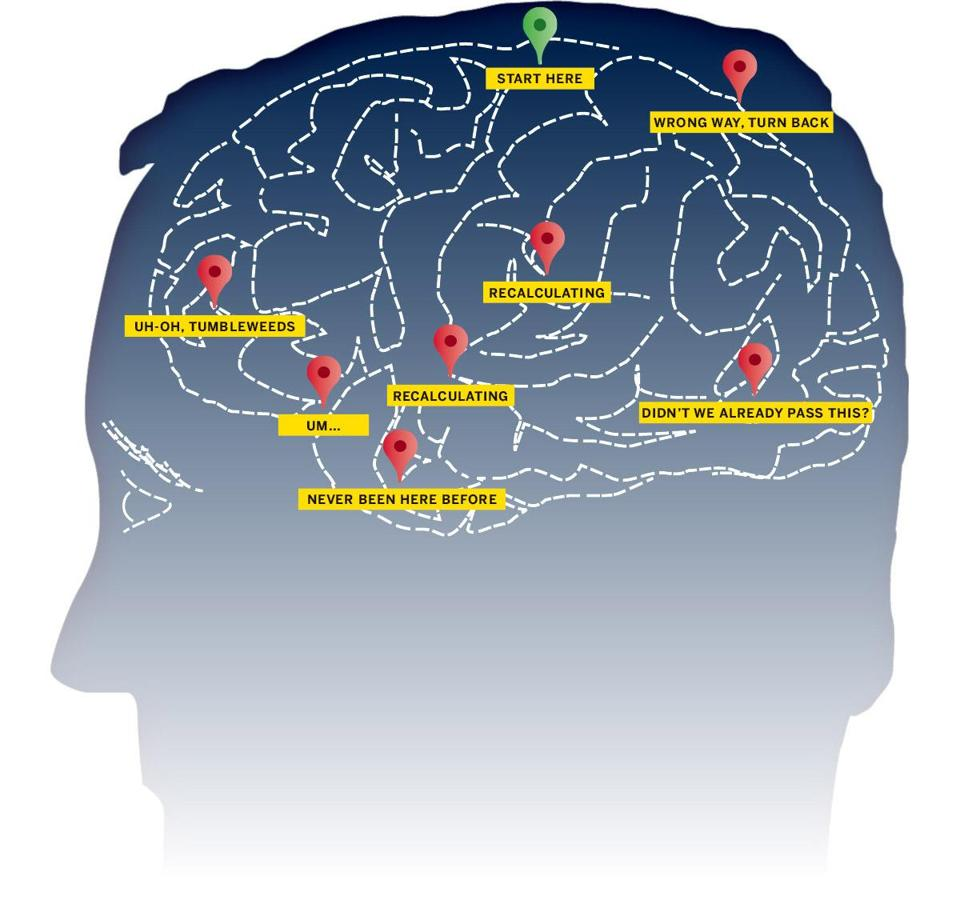 START HERE
WRONG WAY, TURN BACK
RECALCULATING
UH-OH, TUMBLEWEEDS
RECALCULATING
DIDN'T WE ALREADY PASS THIS?
UM...
NEVER BEEN HERE BEFORE